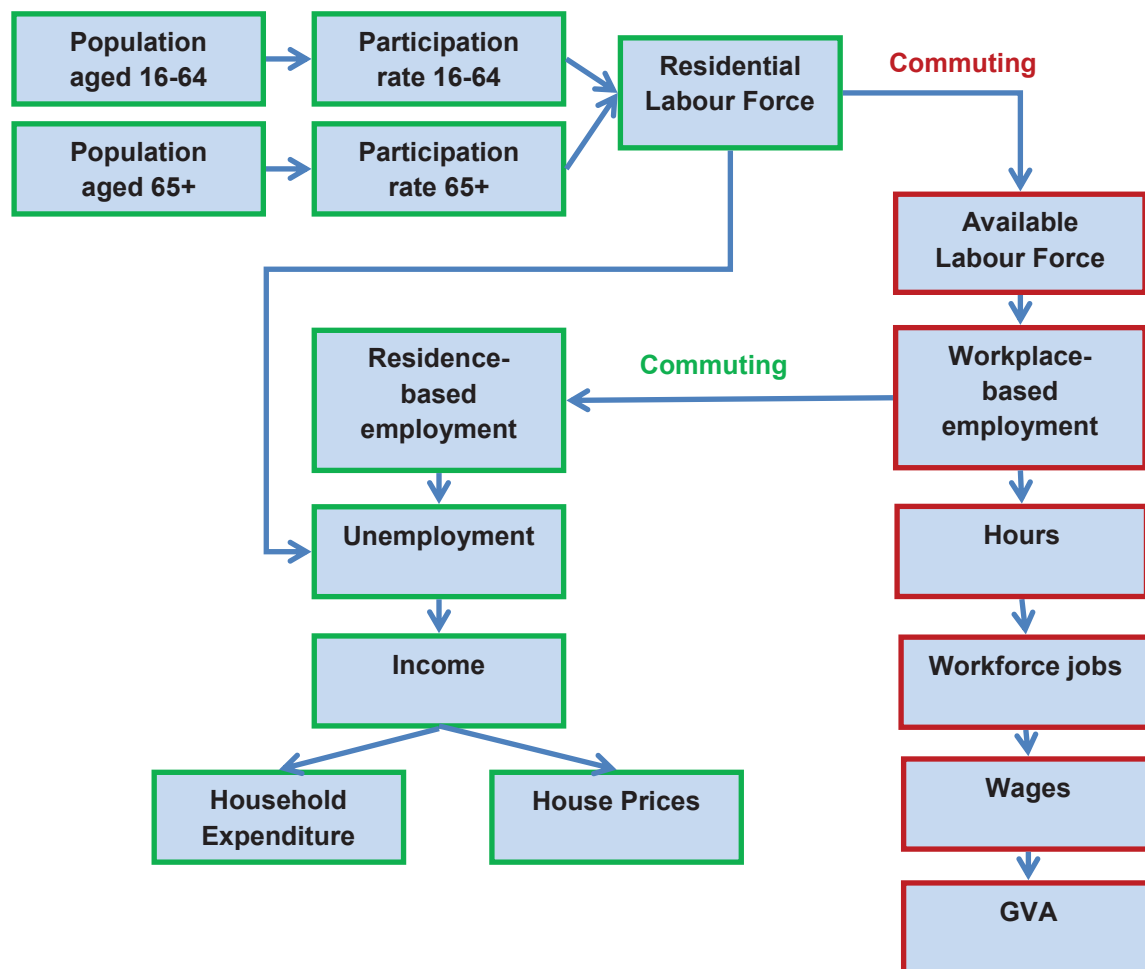 Population
aged 16-64
Participation
rate 16-64
Residential
Labour Force
Commuting
Population
aged 65+
Participation
rate 65+
Available
Labour Force
Residence-
based
employment
Commuting
Workplace-
based
employment
Unemployment
Hours
Income
Workforce jobs
Household
Expenditure
House Prices
Wages
GVA